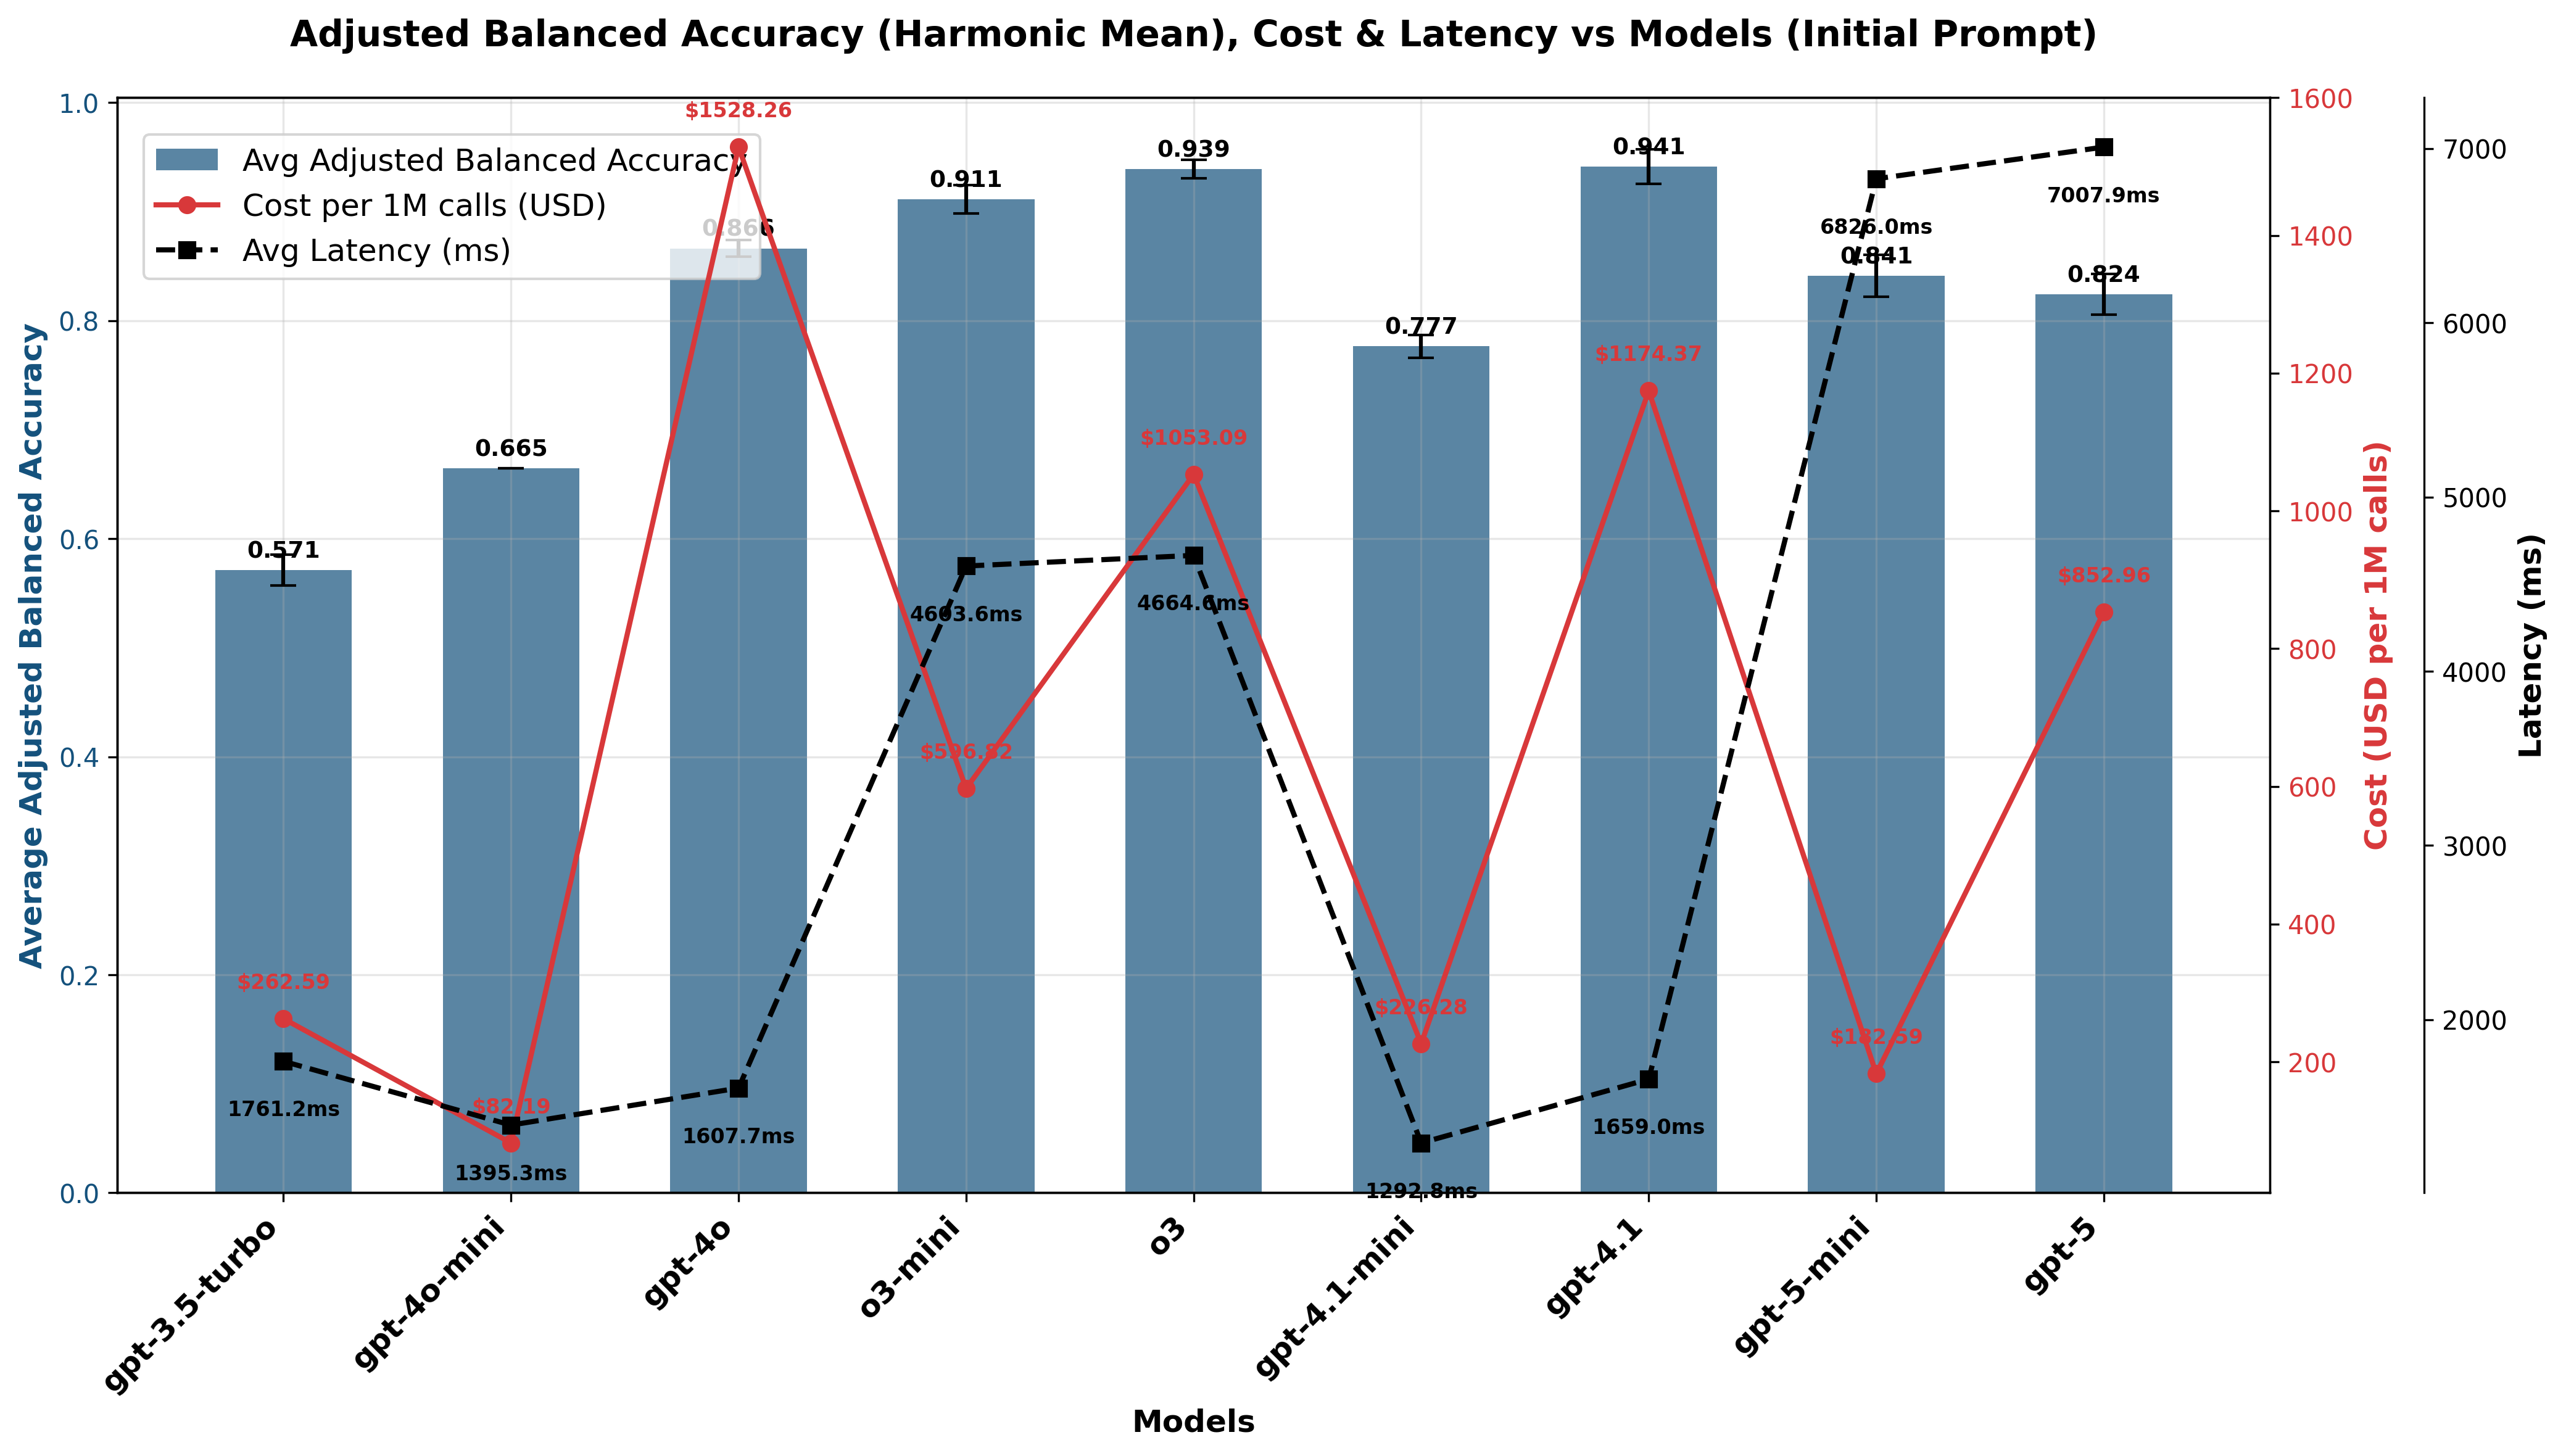 Adjusted Balanced Accuracy (Harmonic Mean), Cost & Latency vs Models (Initial Prompt)
Average Adjusted Balanced Accuracy
1.0
0.8
0.6
0.4
0.2
0.0
Avg Adjusted Balanced Accuracy
Cost per 1M calls (USD)
Avg Latency (ms)
0.571
0.665
0.866
0.911
0.939
0.777
0.941
0.841
0.824
$262.59
$82.19
$1528.26
$596.82
$1053.09
$226.28
$1174.37
$182.59
$852.96
1761.2ms
1395.3ms
1607.7ms
4603.6ms
4664.6ms
1292.8ms
1659.0ms
6826.0ms
7007.9ms
1600
1400
1200
1000
800
600
400
200
Cost (USD per 1M calls)
7000
6000
5000
4000
3000
2000
Latency (ms)
gpt-3.5-turbo
gpt-4o-mini
gpt-4o
o3-mini
o3
gpt-4.1-mini
gpt-4.1
gpt-5-mini
gpt-5
Models